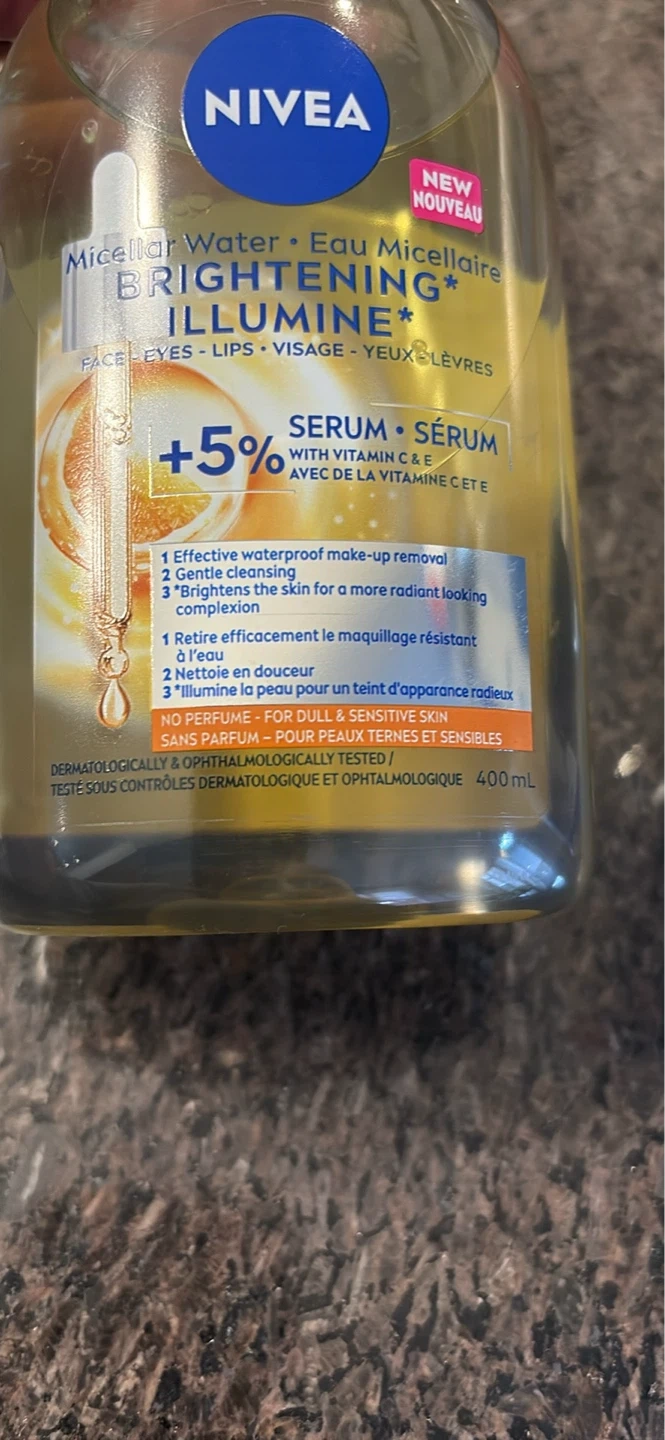 NIVEA
NEW
NOUVEAU
Micellar Water • Eau Micellaire
BRIGHTENING*
ILLUMINE*
FACE - EYES - LIPS • VISAGE - YEUX - LÈVRES
+5% SERUM • SÉRUM
WITH VITAMIN C & E
AVEC DE LA VITAMINE C ET E
1 Effective waterproof make-up removal
2 Gentle cleansing
3 *Brightens the skin for a more radiant looking
complexion
1 Retire efficacement le maquillage résistant
à l'eau
2 Nettoie en douceur
3 *Illumine la peau pour un teint d'apparance radieux
NO PERFUME - FOR DULL & SENSITIVE SKIN
SANS PARFUM – POUR PEAUX TERNES ET SENSIBLES
DERMATOLOGICALLY & OPHTHALMOLOGICALLY TESTED /
TESTÉ SOUS CONTRÔLES DERMATOLOGIQUE ET OPHTALMOLOGIQUE 400 mL